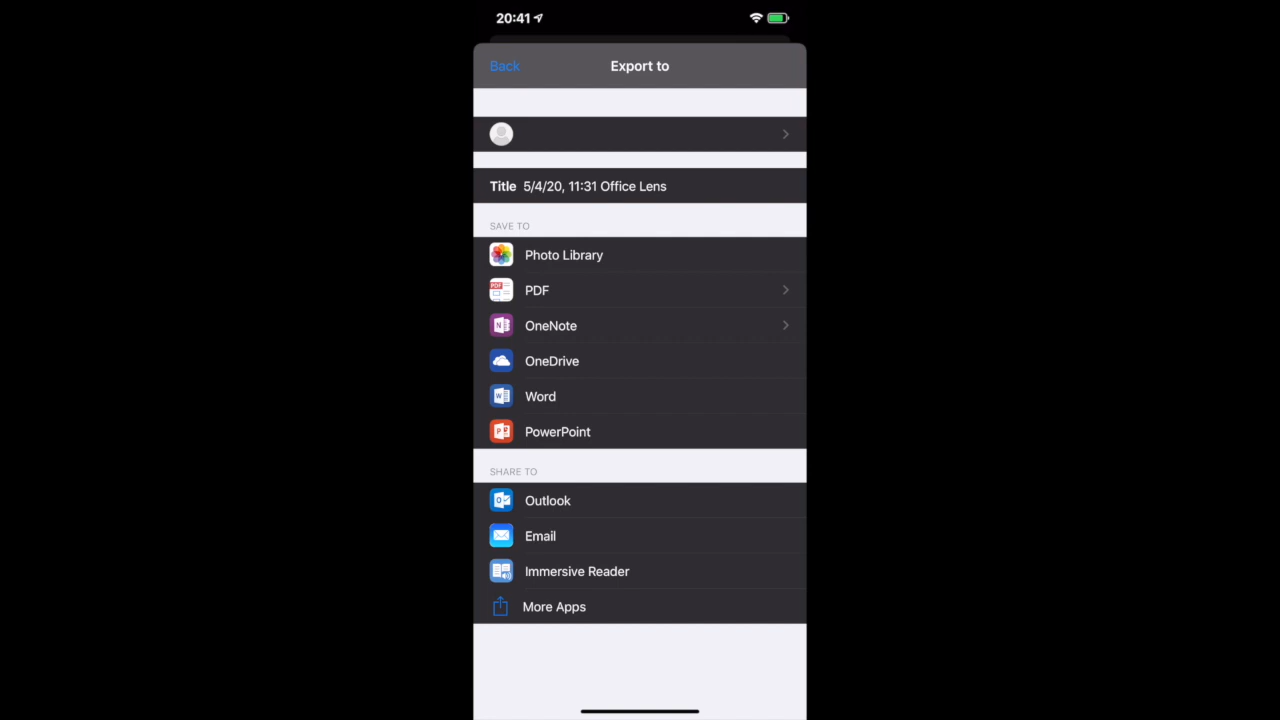 20:41
Back Export to
Title 5/4/20, 11:31 Office Lens
SAVE TO
Photo Library
PDF
OneNote
OneDrive
Word
PowerPoint
SHARE TO
Outlook
Email
Immersive Reader
More Apps